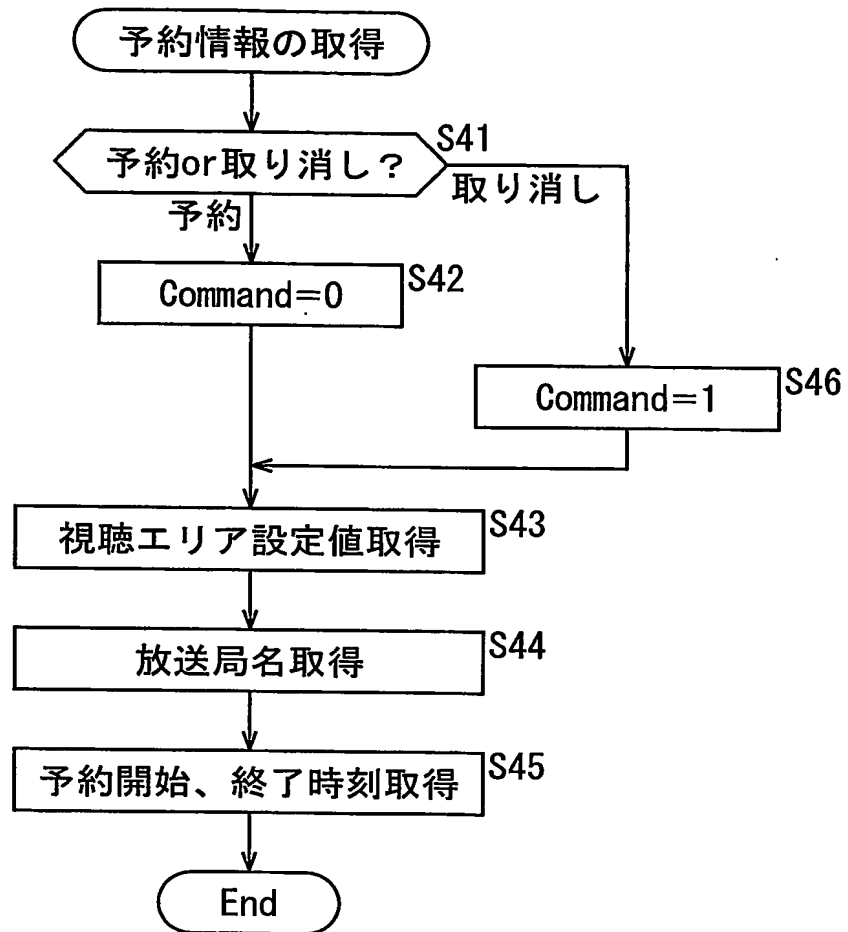 予約情報の取得
S41
予約or取り消し？
取り消し
予約
Command=0
S42
Command=1
S46
視聴エリア設定値取得
S43
放送局名取得
S44
予約開始、終了時刻取得
S45
End